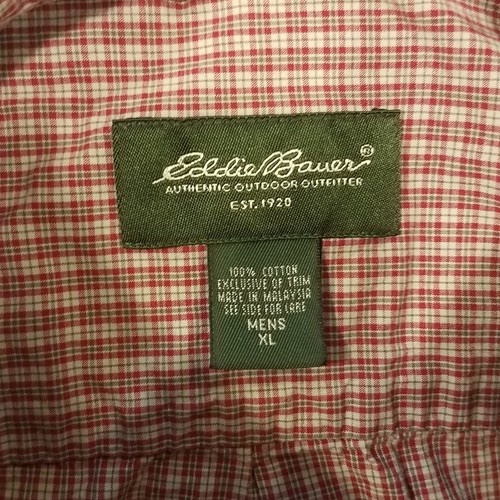 Eddie Bauer®
AUTHENTIC OUTDOOR OUTFITTER
EST. 1920
100% COTTON
EXCLUSIVE OF TRIM
MADE IN MALAYSIA
SEE SIDE FOR CARE
MENS
XL